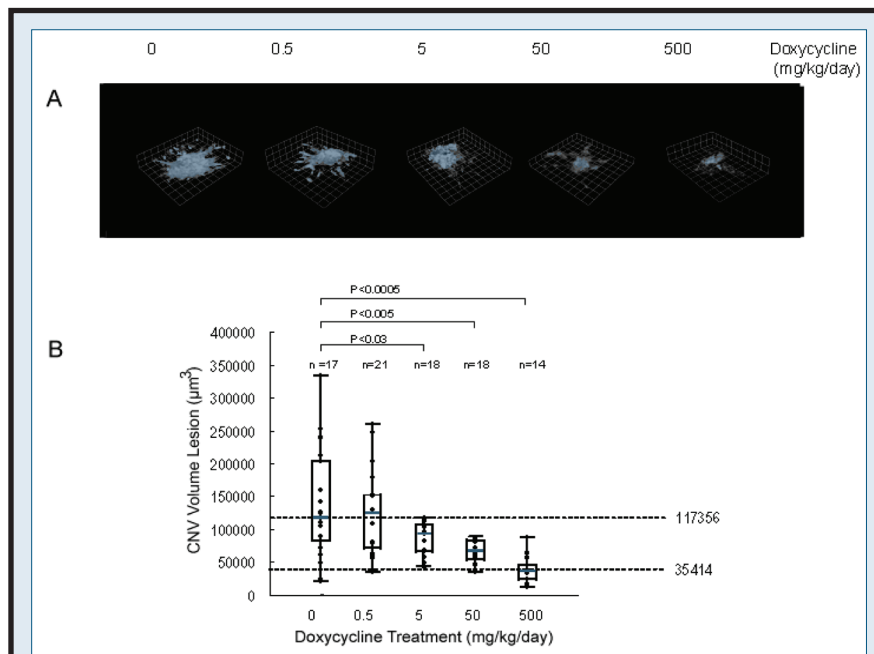 0 0.5 5 50 500 Doxycycline
(mg/kg/day)
A
P<0.0005
P<0.005
P<0.03
B
n =17 n=21 n=18 n=18 n=14
CNV Volume Lesion (µm³)
400000
350000
300000
250000
200000
150000
100000
50000
0
117356
35414
0 0.5 5 50 500
Doxycycline Treatment (mg/kg/day)